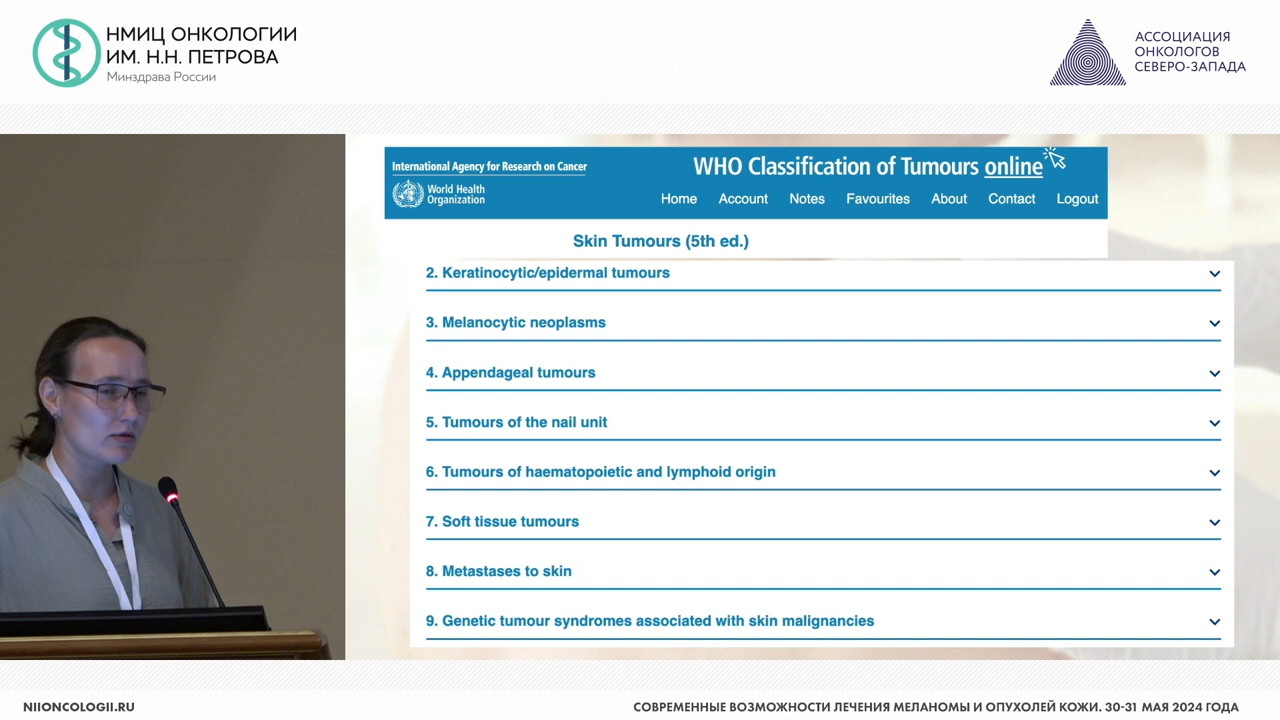 НМИЦ ОНКОЛОГИИ
ИМ. Н.Н. ПЕТРОВА
Минздрава России
АССОЦИАЦИЯ
ОНКОЛОГОВ
СЕВЕРО-ЗАПАДА
International Agency for Research on Cancer
World Health
Organization
WHO Classification of Tumours online
Home Account Notes Favourites About Contact Logout
Skin Tumours (5th ed.)
2. Keratinocytic/epidermal tumours
3. Melanocytic neoplasms
4. Appendageal tumours
5. Tumours of the nail unit
6. Tumours of haematopoietic and lymphoid origin
7. Soft tissue tumours
8. Metastases to skin
9. Genetic tumour syndromes associated with skin malignancies
NIIONCOLOGII.RU
СОВРЕМЕННЫЕ ВОЗМОЖНОСТИ ЛЕЧЕНИЯ МЕЛАНОМЫ И ОПУХОЛЕЙ КОЖИ. 30-31 МАЯ 2024 ГОДА